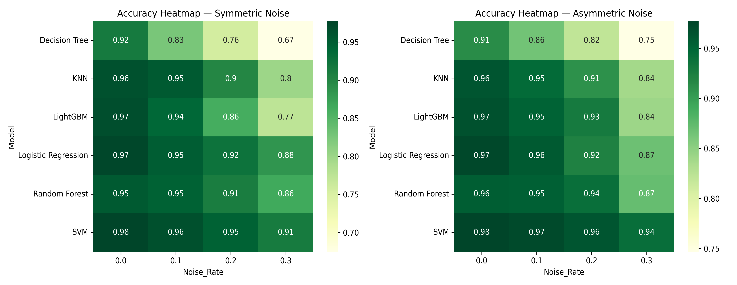 Accuracy Heatmap — Symmetric Noise
Model
Decision Tree 0.92 0.83 0.76 0.67
KNN 0.96 0.95 0.9 0.8
LightGBM 0.97 0.94 0.86 0.77
Logistic Regression 0.97 0.95 0.92 0.88
Random Forest 0.95 0.95 0.91 0.86
SVM 0.98 0.96 0.95 0.91
0.0 0.1 0.2 0.3
Noise_Rate
0.95
0.90
0.85
0.80
0.75
0.70
Accuracy Heatmap — Asymmetric Noise
Model
Decision Tree 0.91 0.86 0.82 0.75
KNN 0.96 0.95 0.91 0.84
LightGBM 0.97 0.95 0.93 0.84
Logistic Regression 0.97 0.96 0.92 0.87
Random Forest 0.96 0.95 0.94 0.87
SVM 0.98 0.97 0.96 0.94
0.0 0.1 0.2 0.3
Noise_Rate
0.95
0.90
0.85
0.80
0.75